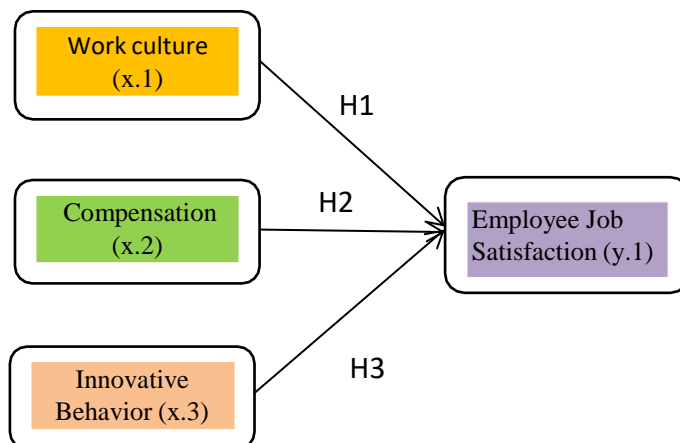 Work culture
(x.1)
H1
Compensation
(x.2)
H2
Employee Job
Satisfaction (y.1)
Innovative
Behavior (x.3)
H3